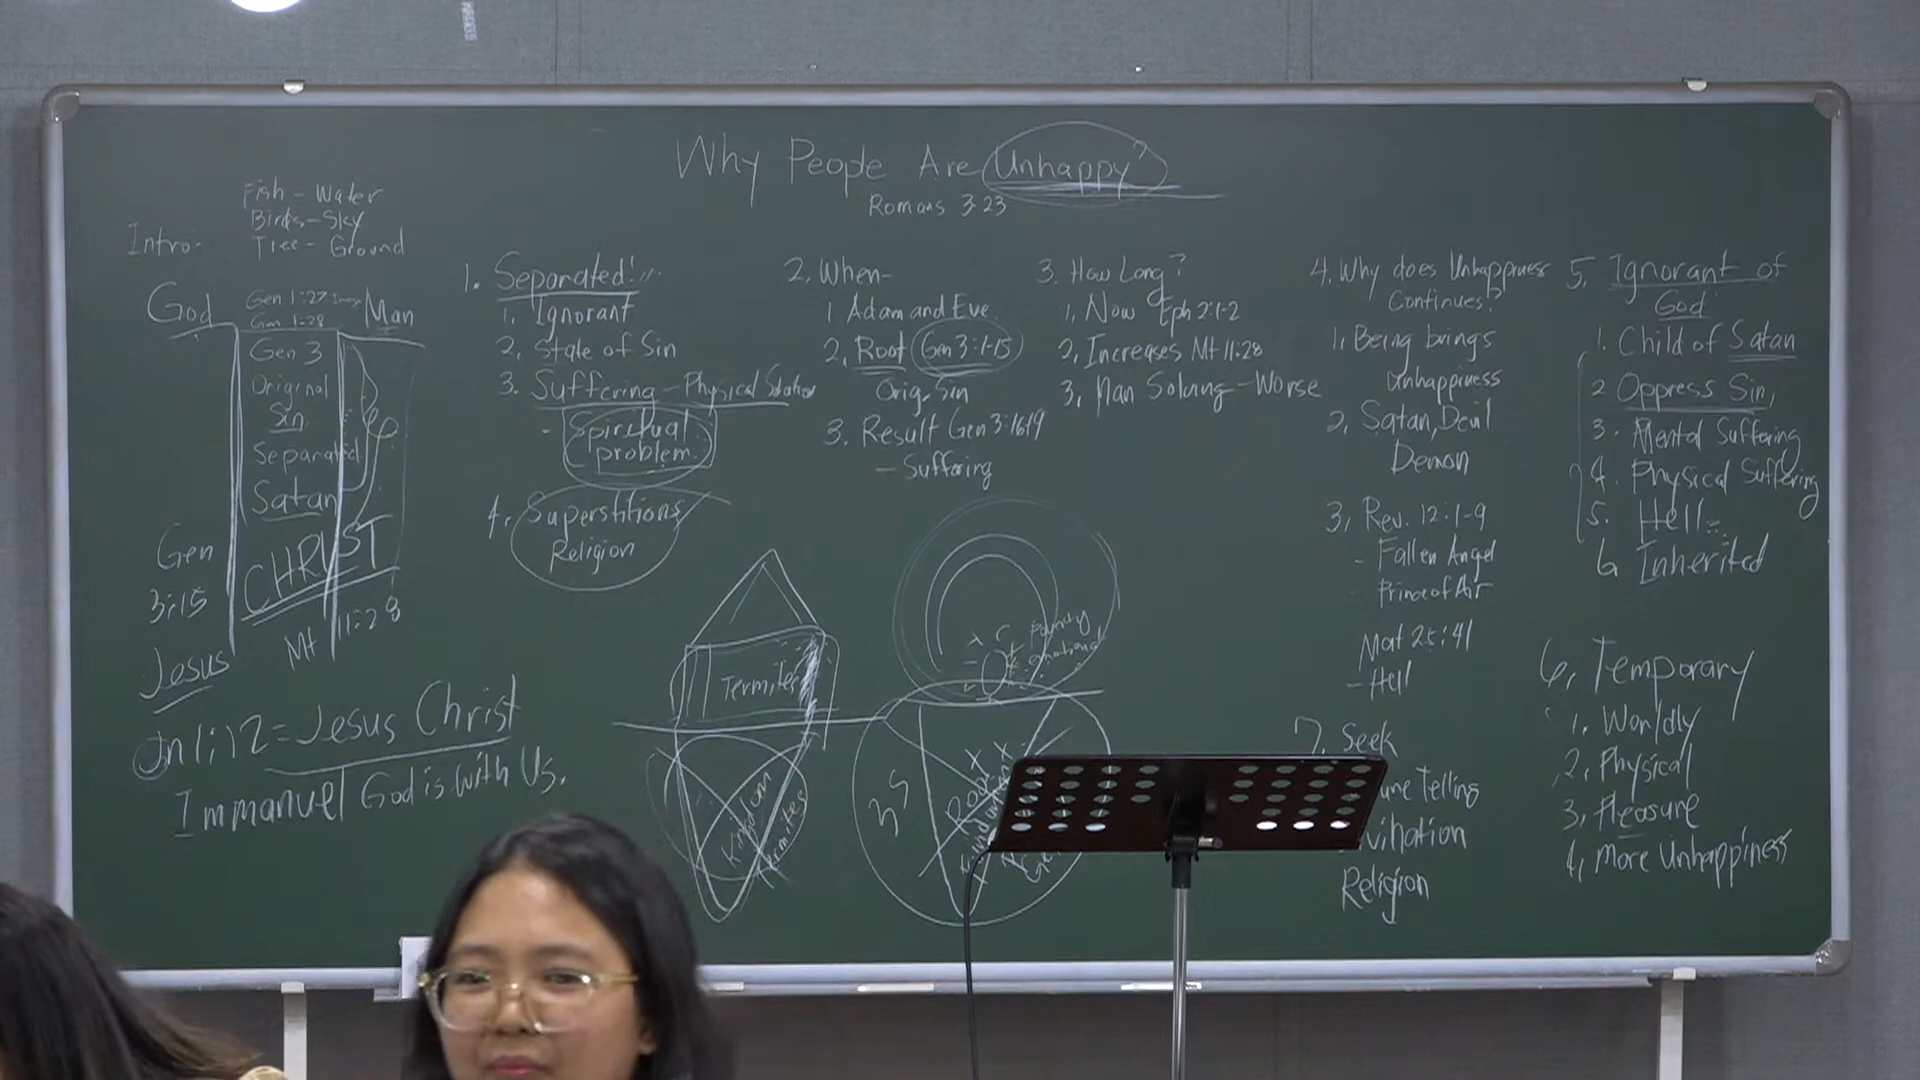 Why People Are Unhappy?
Romans 3:23
Fish - Water
Birds - Sky
Tree - Ground
Intro:
God
Gen 1:27 Image
Gen 1:28
Man
Gen 3
Original
Sin
Separated
Satan
CHRIST
Gen
3:15
Jesus
Mt 11:28
Jn 1:12 = Jesus Christ
Immanuel God is with Us.
1. Separated!
1. Ignorant
2. State of Sin
3. Suffering - Physical
- Spiritual
problem
4. Superstitions
Religion
2. When -
1 Adam and Eve
2. Root Gen 3:1-15
Orig. Sin
3. Result Gen 3:16-19
- Suffering
3. How Long?
1. Now Eph 2:1-2
2. Increases Mt 11:28
3. Man Solving - Worse
Termites
Kingdom
Termites
Root
4. Why does Unhappiness
Continues?
1. Being brings
Unhappiness
2. Satan, Devil
Demon
3. Rev. 12:1-9
- Fallen Angel
- Prince of Air
Mat 25:41
- Hell
5. Ignorant of
God
1. Child of Satan
2 Oppress Sin,
3. Mental Suffering
4. Physical Suffering
5. Hell
6. Inherited
6. Temporary
1. Worldly
2. Physical
3. Pleasure
4. More Unhappiness
7. Seek
une Telling
vination
Religion